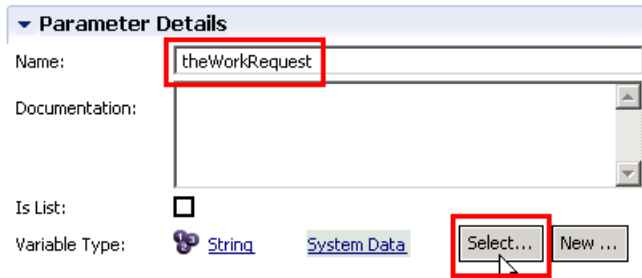 Parameter Details
Name: theWorkRequest
Documentation:
Is List:
Variable Type: String System Data Select... New ...